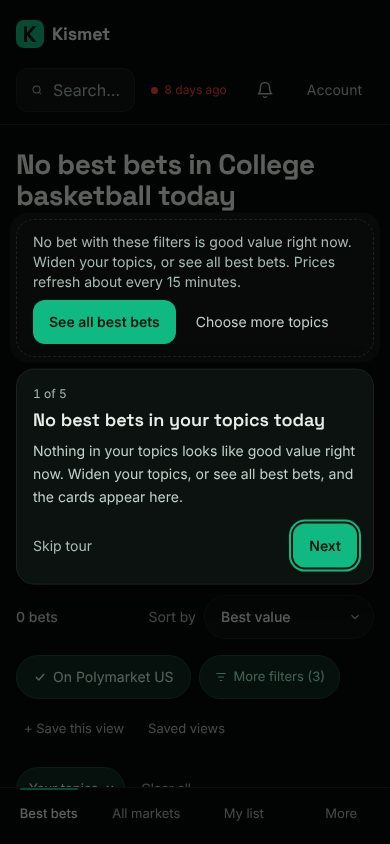 Kismet
Search...
8 days ago
Account
No best bets in College
basketball today
No bet with these filters is good value right now.
Widen your topics, or see all best bets. Prices
refresh about every 15 minutes.
See all best bets
Choose more topics
1 of 5
No best bets in your topics today
Nothing in your topics looks like good value right
now. Widen your topics, or see all best bets, and
the cards appear here.
Skip tour
Next
0 bets
Sort by
Best value
On Polymarket US
More filters (3)
+ Save this view
Saved views
Your topics
Clear all
Best bets
All markets
My list
More